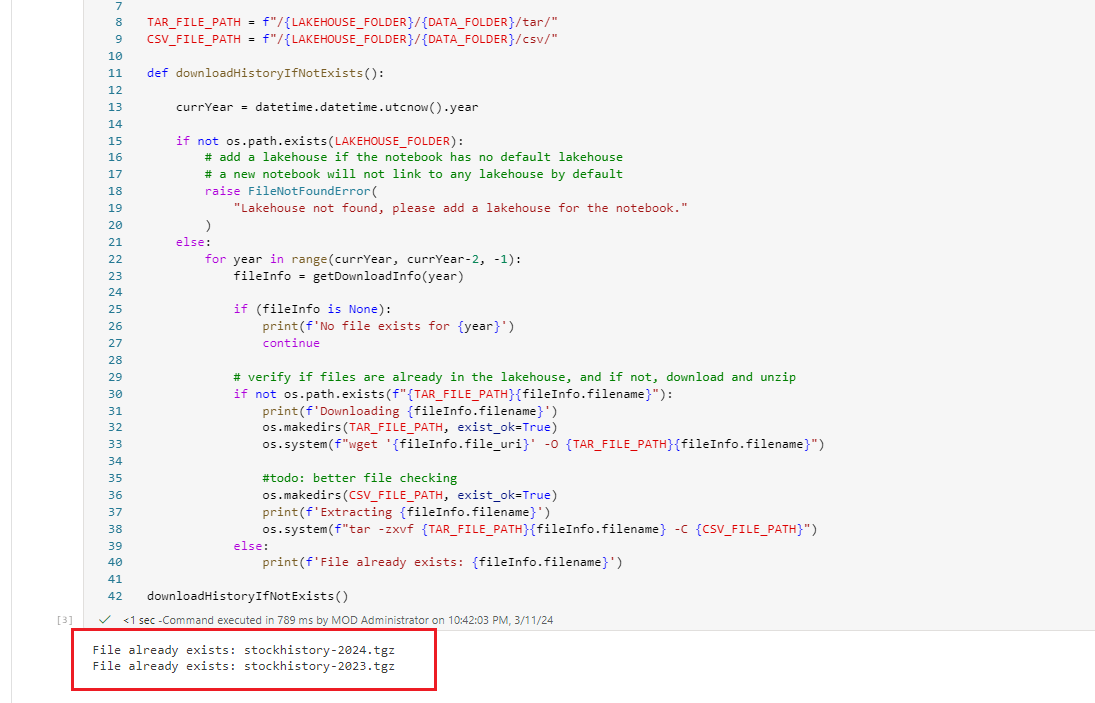 7
8 TAR_FILE_PATH = f"/{LAKEHOUSE_FOLDER}/{DATA_FOLDER}/tar/"
9 CSV_FILE_PATH = f"/{LAKEHOUSE_FOLDER}/{DATA_FOLDER}/csv/"
10
11 def downloadHistoryIfNotExists():
12
13     currYear = datetime.datetime.utcnow().year
14
15     if not os.path.exists(LAKEHOUSE_FOLDER):
16         # add a lakehouse if the notebook has no default lakehouse
17         # a new notebook will not link to any lakehouse by default
18         raise FileNotFoundError(
19             "Lakehouse not found, please add a lakehouse for the notebook."
20         )
21     else:
22         for year in range(currYear, currYear-2, -1):
23             fileInfo = getDownloadInfo(year)
24
25             if (fileInfo is None):
26                 print(f'No file exists for {year}')
27                 continue
28
29             # verify if files are already in the lakehouse, and if not, download and unzip
30             if not os.path.exists(f"{TAR_FILE_PATH}{fileInfo.filename}"):
31                 print(f'Downloading {fileInfo.filename}')
32                 os.makedirs(TAR_FILE_PATH, exist_ok=True)
33                 os.system(f"wget '{fileInfo.file_uri}' -O {TAR_FILE_PATH}{fileInfo.filename}")
34
35                 #todo: better file checking
36                 os.makedirs(CSV_FILE_PATH, exist_ok=True)
37                 print(f'Extracting {fileInfo.filename}')
38                 os.system(f"tar -zxvf {TAR_FILE_PATH}{fileInfo.filename} -C {CSV_FILE_PATH}")
39             else:
40                 print(f'File already exists: {fileInfo.filename}')
41
42 downloadHistoryIfNotExists()
[3] <1 sec -Command executed in 789 ms by MOD Administrator on 10:42:03 PM, 3/11/24
File already exists: stockhistory-2024.tgz
File already exists: stockhistory-2023.tgz